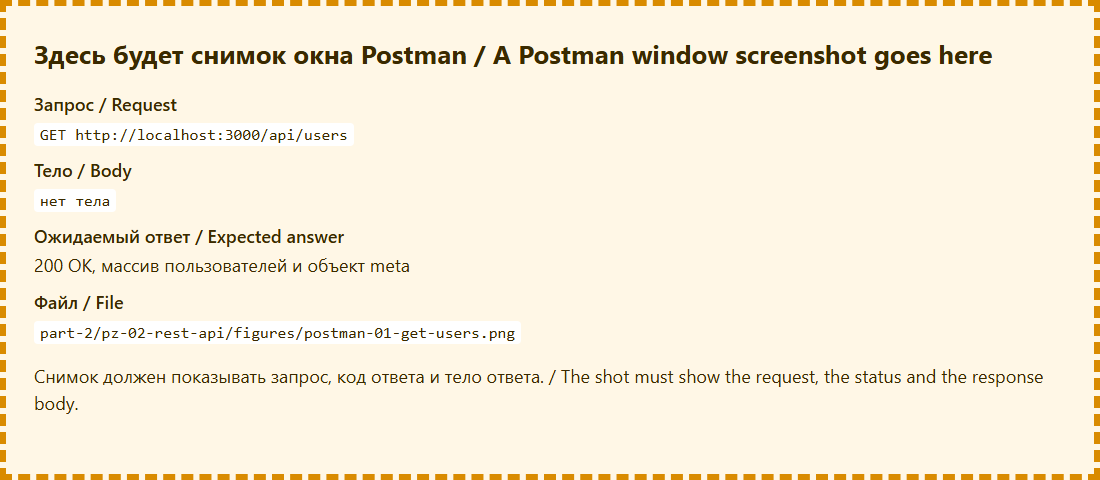 Здесь будет снимок окна Postman / A Postman window screenshot goes here
Запрос / Request
GET http://localhost:3000/api/users
Тело / Body
нет тела
Ожидаемый ответ / Expected answer
200 OK, массив пользователей и объект meta
Файл / File
part-2/pz-02-rest-api/figures/postman-01-get-users.png
Снимок должен показывать запрос, код ответа и тело ответа. / The shot must show the request, the status and the response
body.